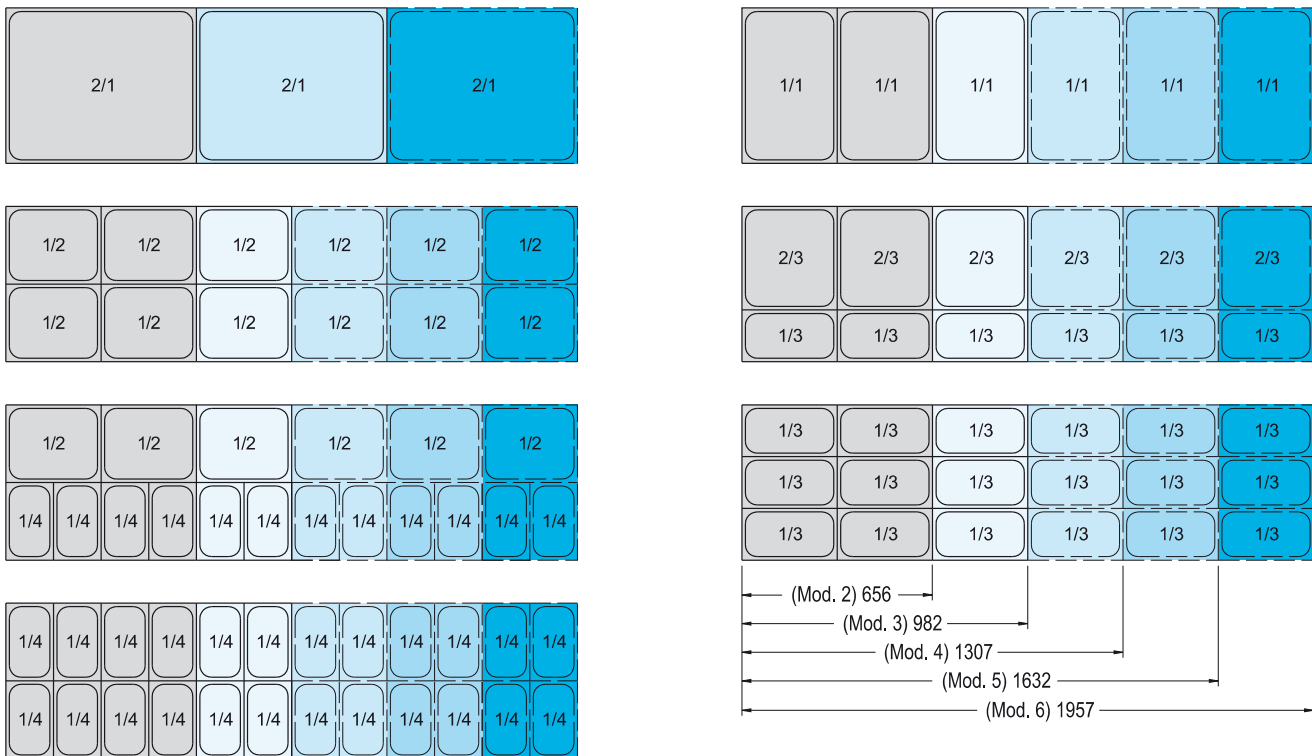 2/1 2/1 2/1
1/1 1/1 1/1 1/1 1/1 1/1
1/2 1/2 1/2 1/2 1/2 1/2
1/2 1/2 1/2 1/2 1/2 1/2
2/3 2/3 2/3 2/3 2/3 2/3
1/3 1/3 1/3 1/3 1/3 1/3
1/2 1/2 1/2 1/2 1/2 1/2
1/4 1/4 1/4 1/4 1/4 1/4 1/4 1/4 1/4 1/4 1/4 1/4
1/3 1/3 1/3 1/3 1/3 1/3
1/3 1/3 1/3 1/3 1/3 1/3
1/3 1/3 1/3 1/3 1/3 1/3
1/4 1/4 1/4 1/4 1/4 1/4 1/4 1/4 1/4 1/4 1/4 1/4
1/4 1/4 1/4 1/4 1/4 1/4 1/4 1/4 1/4 1/4 1/4 1/4
(Mod. 2) 656
(Mod. 3) 982
(Mod. 4) 1307
(Mod. 5) 1632
(Mod. 6) 1957